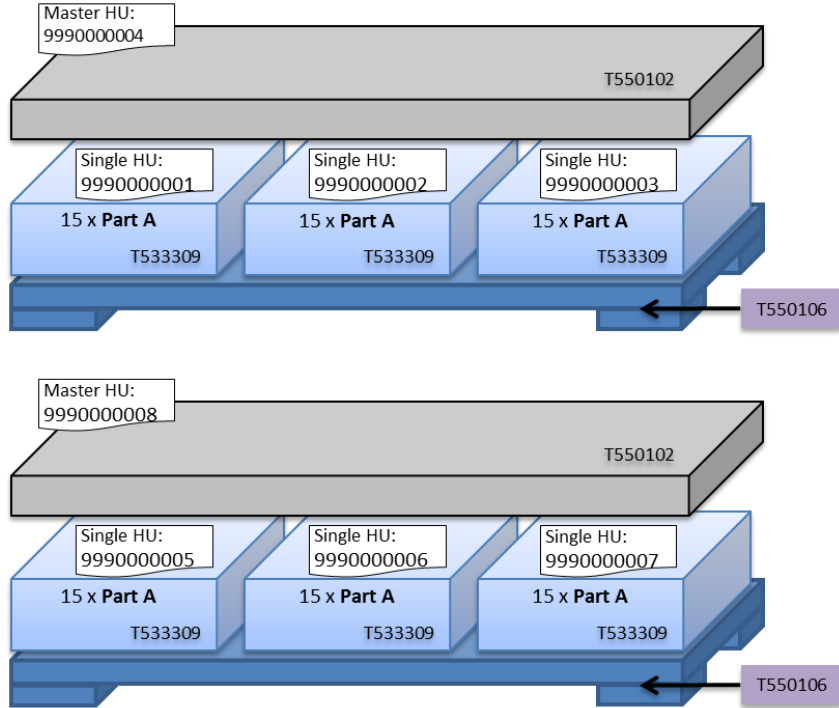 Master HU:
9990000004
T550102
Single HU:
9990000001
Single HU:
9990000002
Single HU:
9990000003
15 x Part A
15 x Part A
15 x Part A
T533309
T533309
T533309
T550106
Master HU:
9990000008
T550102
Single HU:
9990000005
Single HU:
9990000006
Single HU:
9990000007
15 x Part A
15 x Part A
15 x Part A
T533309
T533309
T533309
T550106